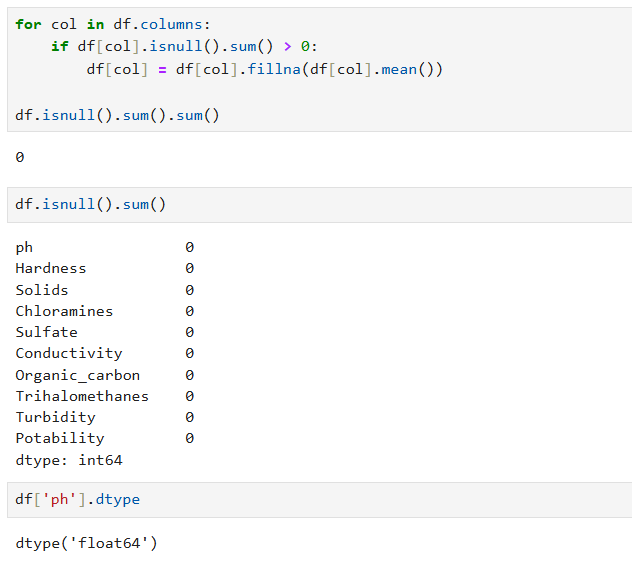 for col in df.columns:
    if df[col].isnull().sum() > 0:
        df[col] = df[col].fillna(df[col].mean())
df.isnull().sum().sum()
0
df.isnull().sum()
ph                 0
Hardness           0
Solids             0
Chloramines        0
Sulfate            0
Conductivity       0
Organic_carbon     0
Trihalomethanes    0
Turbidity          0
Potability         0
dtype: int64
df['ph'].dtype
dtype('float64')